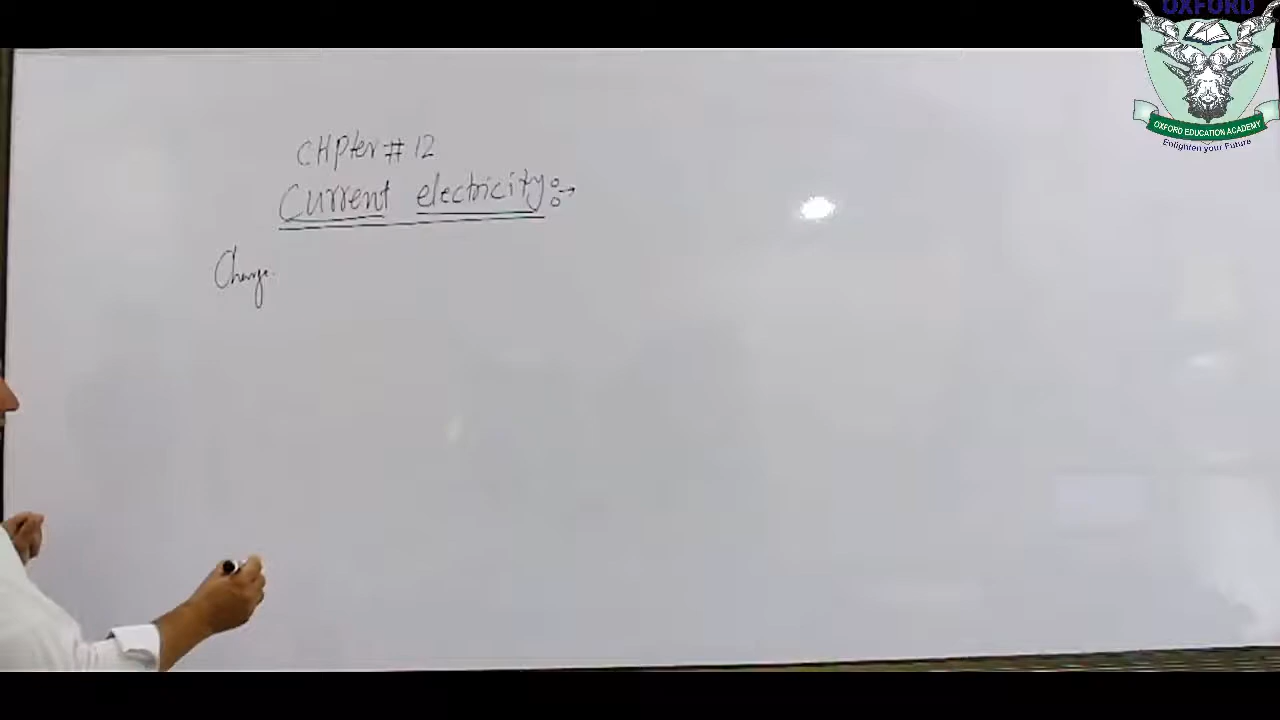 OXFORD
OXFORD EDUCATION ACADEMY
Enlighten your Future
CHPter # 12
Current electricity:→
Charge